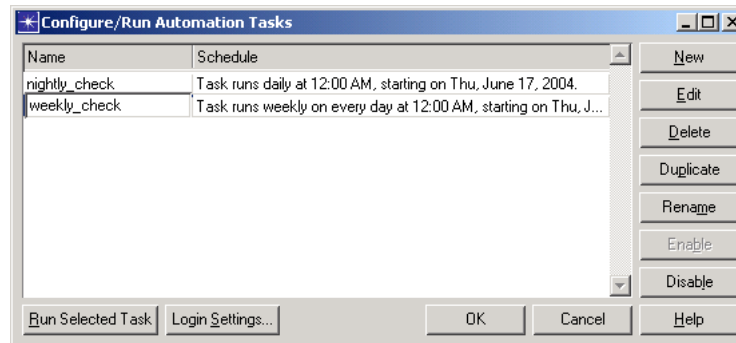 Configure/Run Automation Tasks
Name Schedule
nightly_check Task runs daily at 12:00 AM, starting on Thu, June 17, 2004.
weekly_check Task runs weekly on every day at 12:00 AM, starting on Thu, J...
New
Edit
Delete
Duplicate
Rename
Enable
Disable
Run Selected Task Login Settings... OK Cancel Help